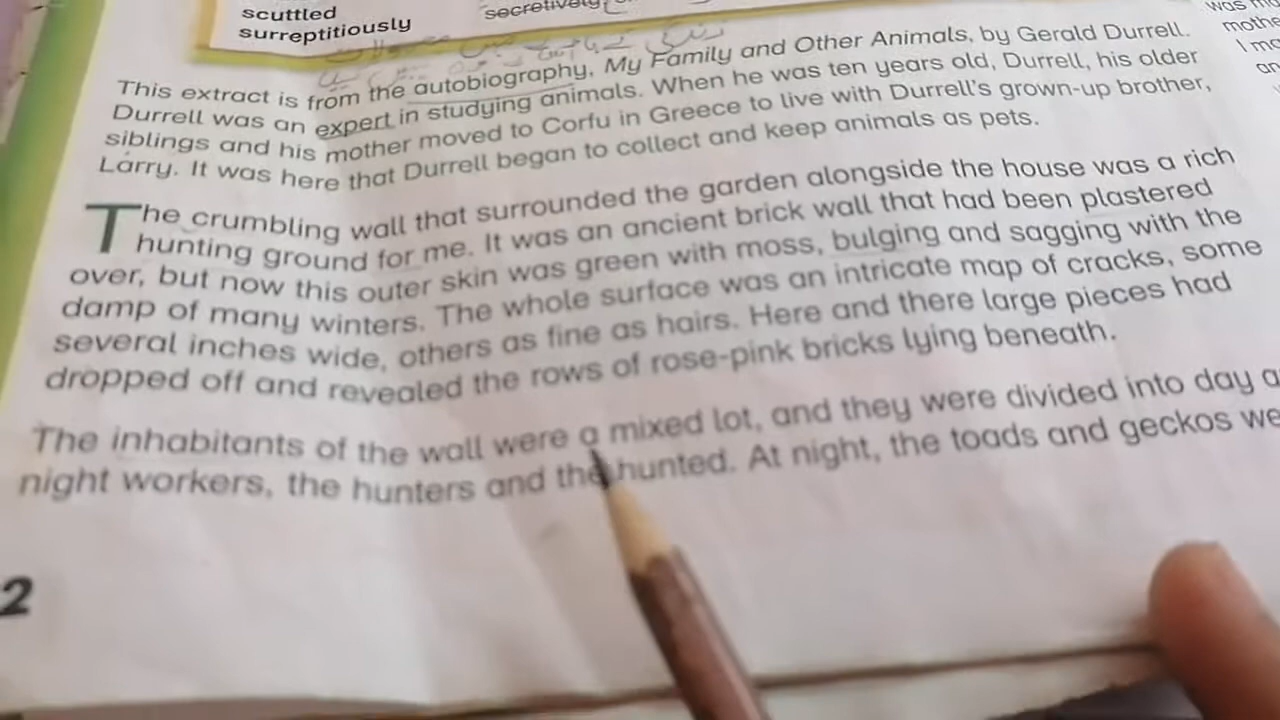 scuttled
surreptitiously
secretively
This extract is from the autobiography, My Family and Other Animals, by Gerald Durrell.
Durrell was an expert in studying animals. When he was ten years old, Durrell, his older
siblings and his mother moved to Corfu in Greece to live with Durrell's grown-up brother,
Larry. It was here that Durrell began to collect and keep animals as pets.
The crumbling wall that surrounded the garden alongside the house was a rich
hunting ground for me. It was an ancient brick wall that had been plastered
over, but now this outer skin was green with moss, bulging and sagging with the
damp of many winters. The whole surface was an intricate map of cracks, some
several inches wide, others as fine as hairs. Here and there large pieces had
dropped off and revealed the rows of rose-pink bricks lying beneath.
The inhabitants of the wall were a mixed lot, and they were divided into day a
night workers, the hunters and the hunted. At night, the toads and geckos we
2
was
I